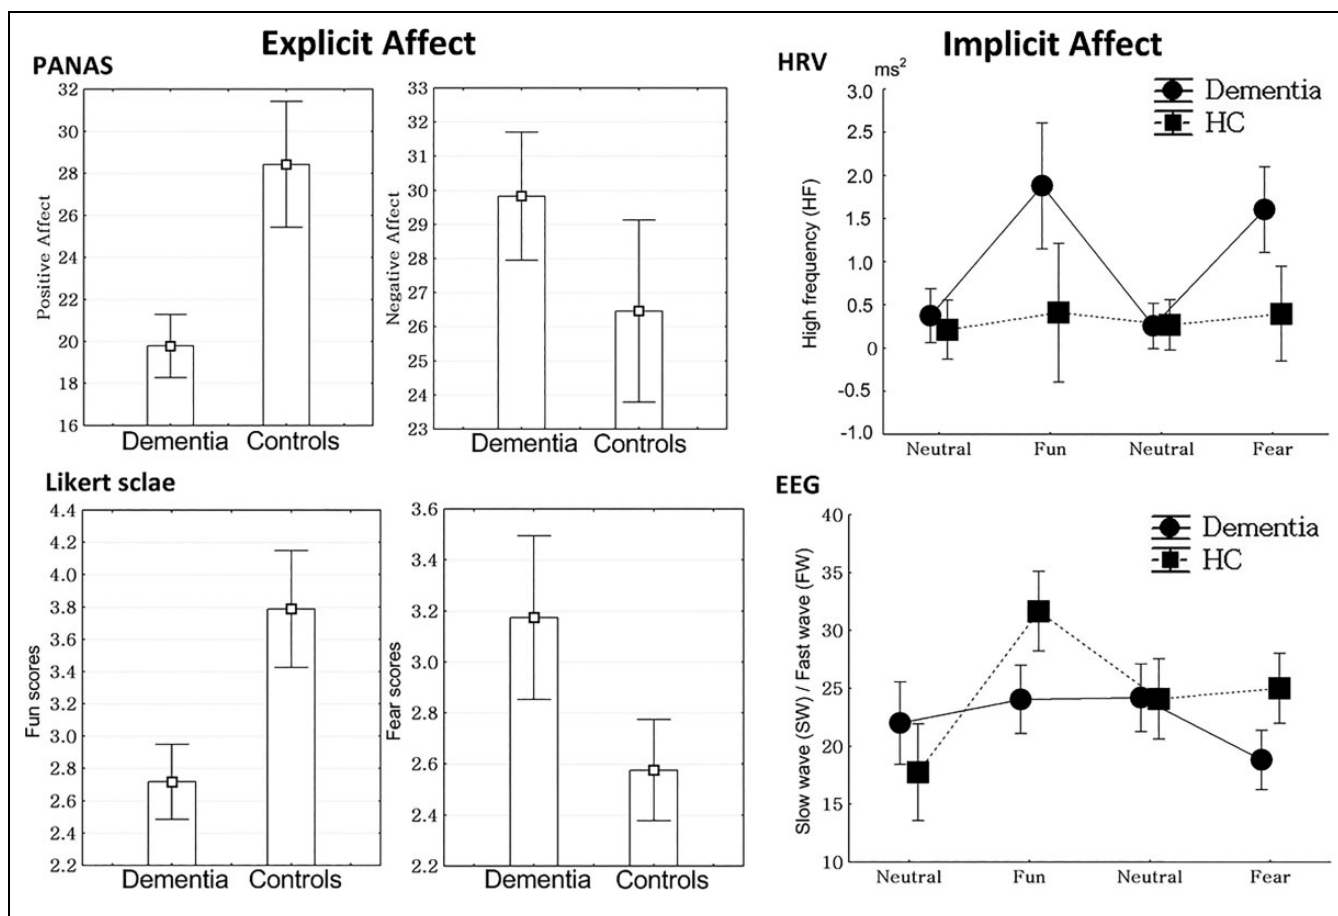 Explicit Affect
Implicit Affect
PANAS
Positive Affect
32
30
28
26
24
22
20
18
16
Dementia Controls
Negative Affect
33
32
31
30
29
28
27
26
25
24
23
Dementia Controls
HRV
ms²
High frequency (HF)
3.0
2.5
2.0
1.5
1.0
0.5
0
-0.5
-1.0
Dementia
HC
Neutral Fun Neutral Fear
Likert sclae
Fun scores
4.4
4.2
4.0
3.8
3.6
3.4
3.2
3.0
2.8
2.6
2.4
2.2
Dementia Controls
Fear scores
3.6
3.4
3.2
3.0
2.8
2.6
2.4
2.2
Dementia Controls
EEG
Slow wave (SW) / Fast wave (FW)
40
35
30
25
20
15
10
Dementia
HC
Neutral Fun Neutral Fear